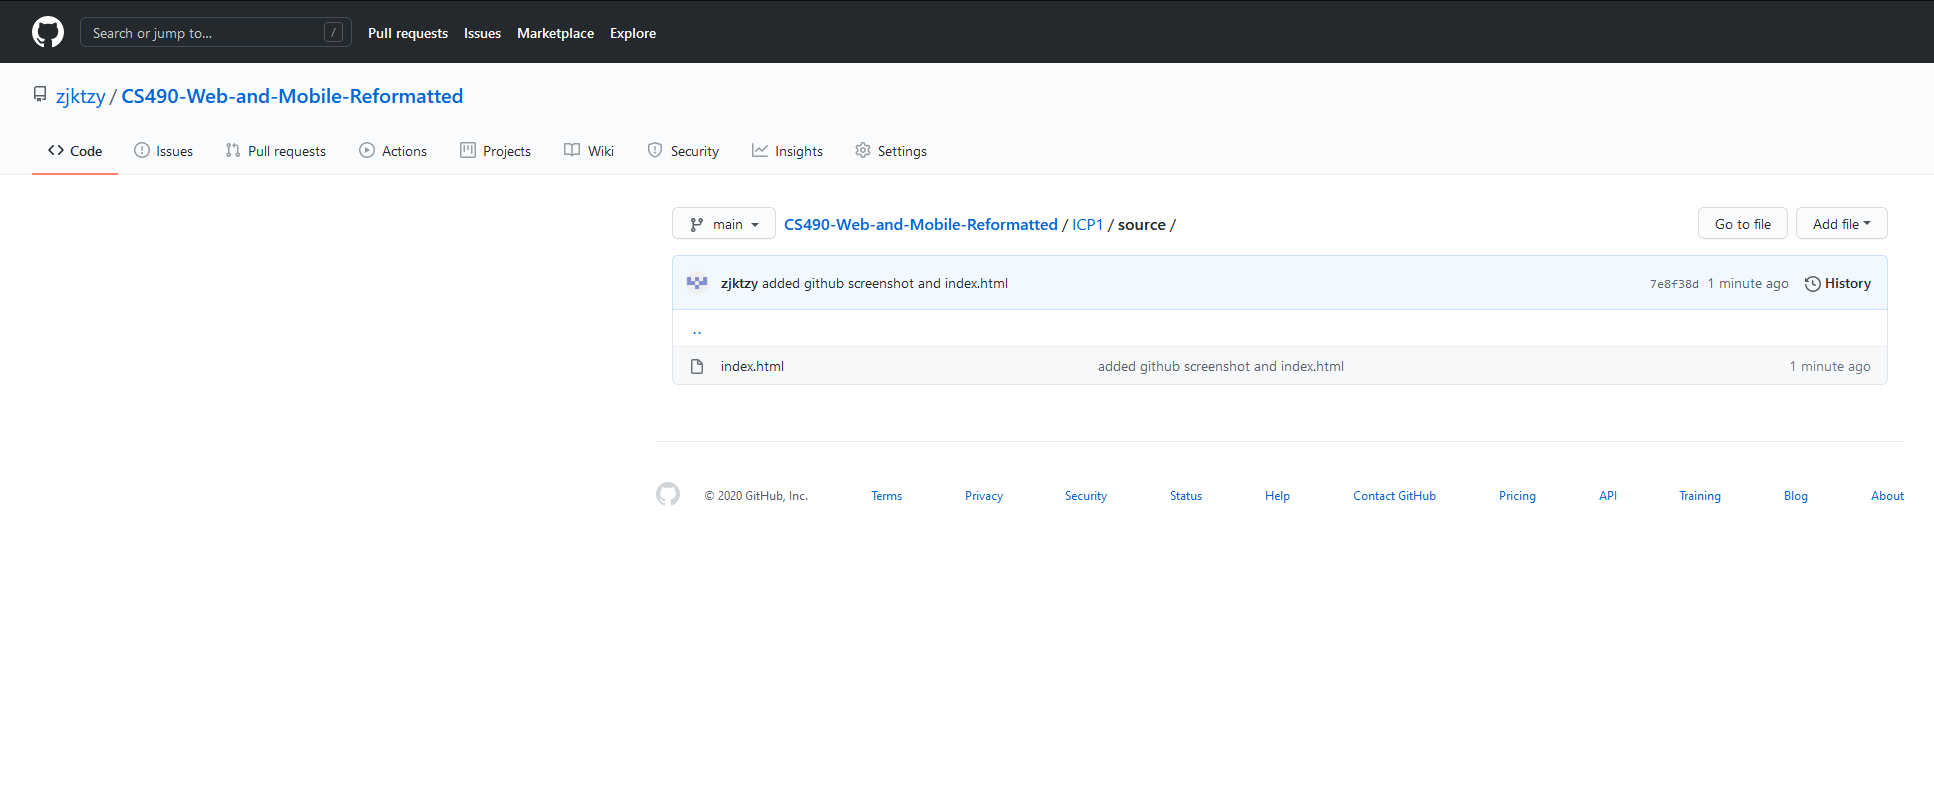 Search or jump to... / Pull requests Issues Marketplace Explore
zjktzy / CS490-Web-and-Mobile-Reformatted
Code Issues Pull requests Actions Projects Wiki Security Insights Settings
main CS490-Web-and-Mobile-Reformatted / ICP1 / source / Go to file Add file
zjktzy added github screenshot and index.html 7e8f38d 1 minute ago History
..
index.html added github screenshot and index.html 1 minute ago
© 2020 GitHub, Inc. Terms Privacy Security Status Help Contact GitHub Pricing API Training Blog About